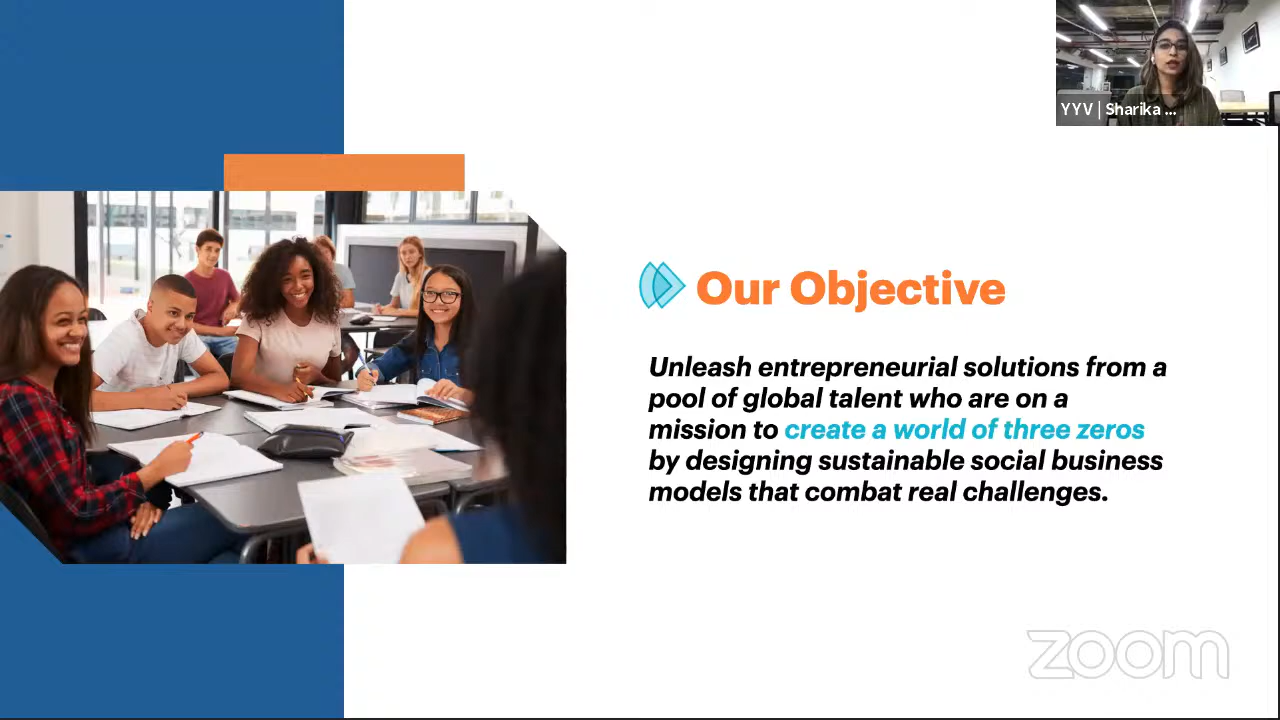 YYV | Sharika ...
Our Objective
Unleash entrepreneurial solutions from a
pool of global talent who are on a
mission to create a world of three zeros
by designing sustainable social business
models that combat real challenges.
zoom